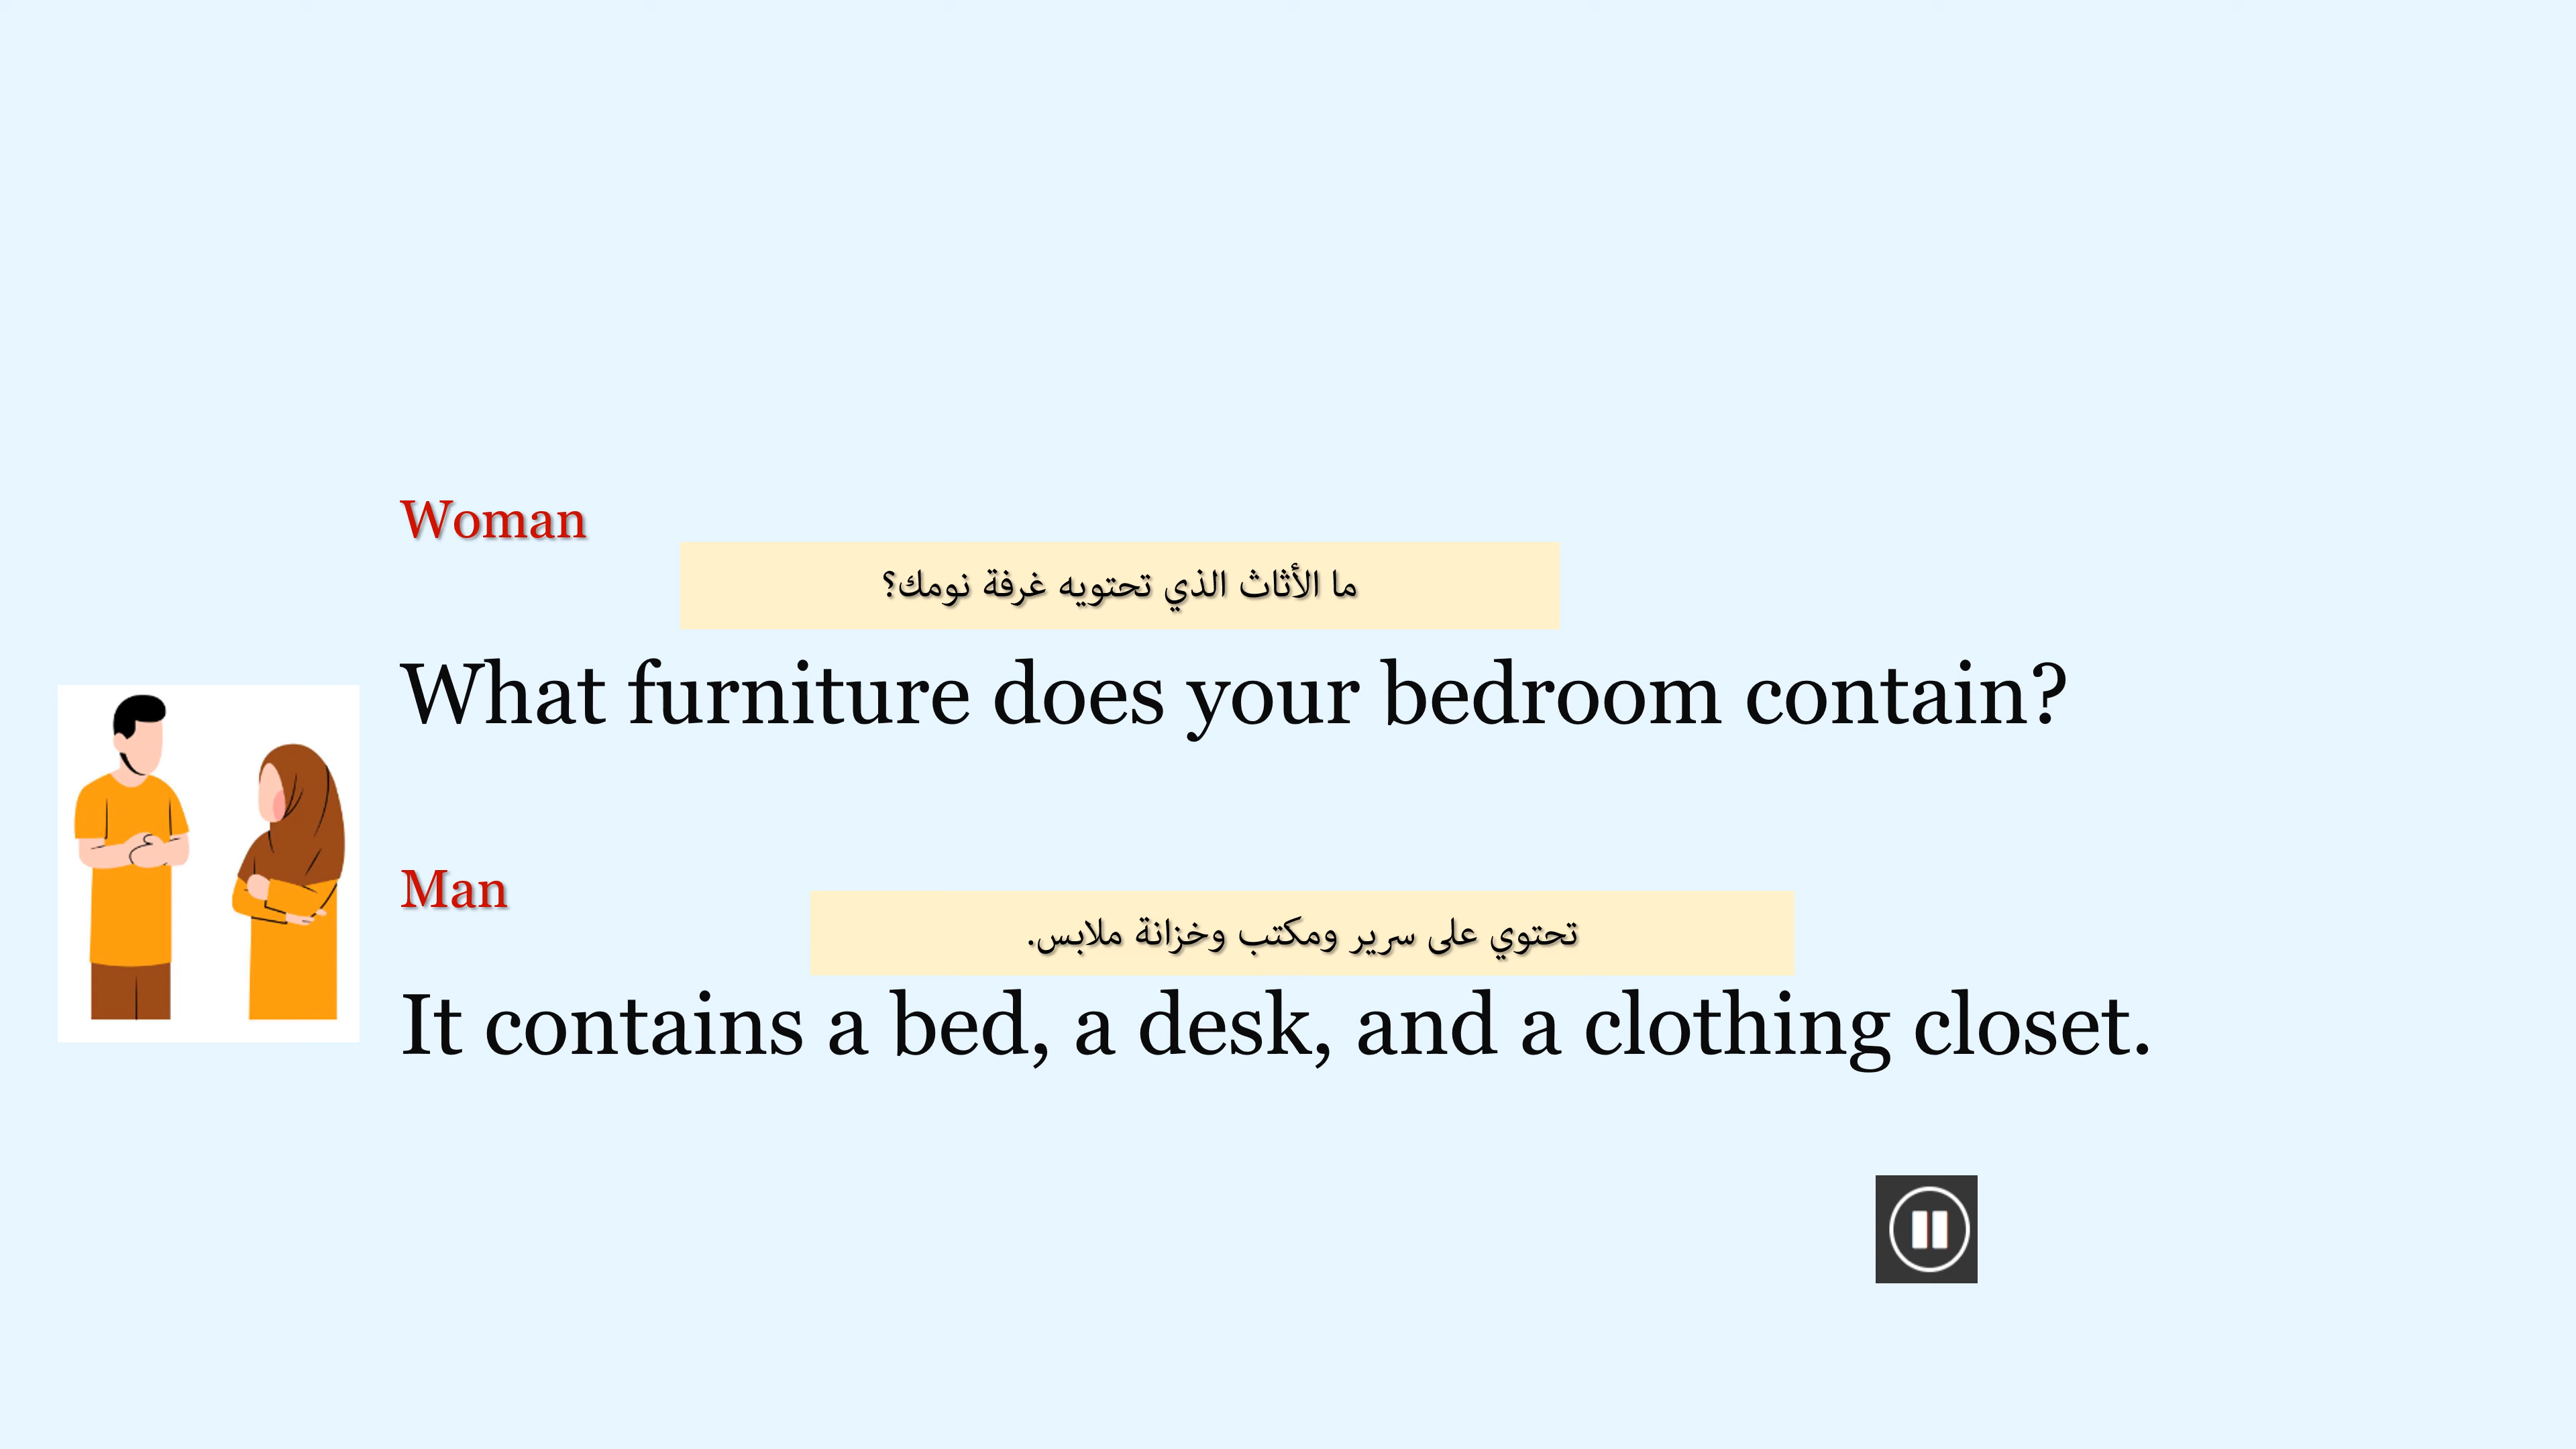 Woman
ما الأثاث الذي تحتويه غرفة نومك؟
What furniture does your bedroom contain?
Man
تحتوي على سرير ومكتب وخزانة ملابس.
It contains a bed, a desk, and a clothing closet.